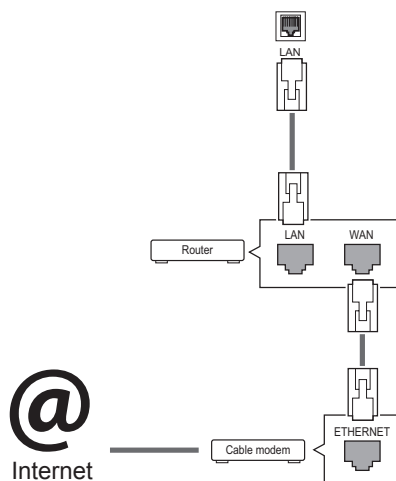 LAN
LAN WAN
Router
ETHERNET
@
Cable modem
Internet